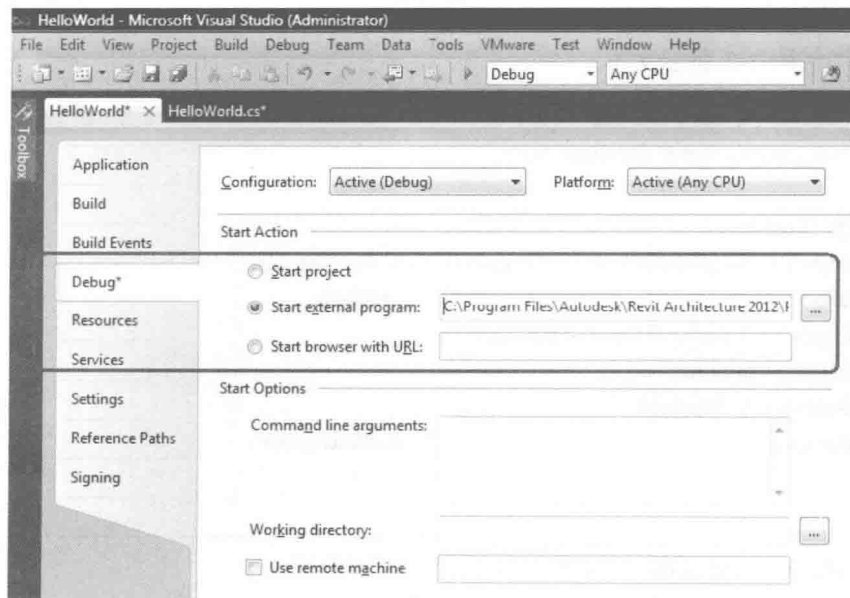 HelloWorld - Microsoft Visual Studio (Administrator)
File Edit View Project Build Debug Team Data Tools VMware Test Window Help
Debug Any CPU
HelloWorld* HelloWorld.cs*
Toolbox
Application
Configuration: Active (Debug) Platform: Active (Any CPU)
Build
Start Action
Build Events
Start project
Debug*
Start external program: C:\Program Files\Autodesk\Revit Architecture 2012\R ...
Resources
Start browser with URL:
Services
Start Options
Settings
Command line arguments:
Reference Paths
Signing
Working directory: ...
Use remote machine